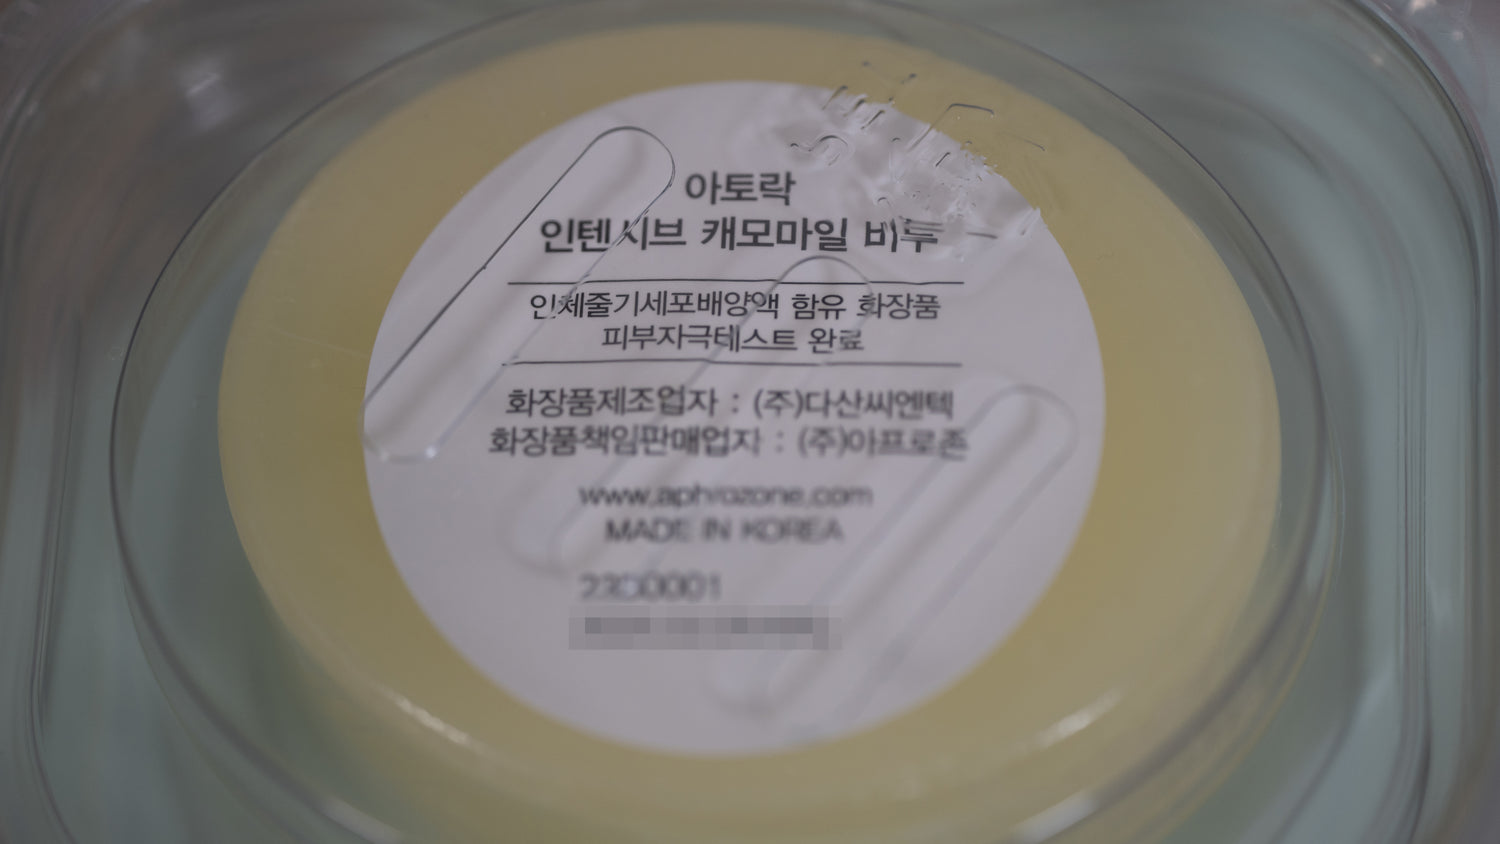 아토락
인텐시브 캐모마일 비누
인체줄기세포배양액 함유 화장품
피부자극테스트 완료
화장품제조업자 : (주)다산씨엔텍
화장품책임판매업자 : (주)아프로존
www.aphrozone.com
MADE IN KOREA